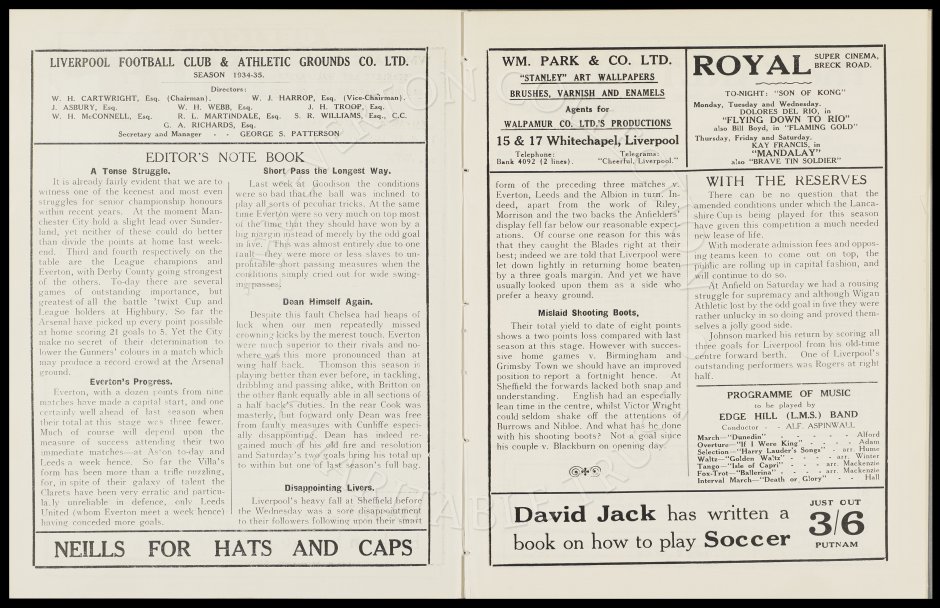 LIVERPOOL FOOTBALL CLUB & ATHLETIC GROUNDS CO. LTD.
SEASON 1934-35.
Directors:
W. H. CARTWRIGHT, Esq. (Chairman). W. J. HARROP, Esq. (Vice-Chairman).
J. ASBURY, Esq. W. H. WEBB, Esq. J. H. TROOP, Esq.
W. H. McCONNELL, Esq. R. L. MARTINDALE, Esq. S. R. WILLIAMS, Esq., C.C.
G. A. RICHARDS, Esq.
Secretary and Manager - - GEORGE S. PATTERSON
EDITOR'S NOTE BOOK
A Tense Struggle.
It is already fairly evident that we are to
witness one of the keenest and most even
struggles for senior championship honours
within recent years. At the moment Man-
chester City hold a slight lead over Sunder-
land, yet neither of these could do better
than divide the points at home last week-
end. Third and fourth respectively on the
table are the League champions and
Everton, with Derby County going strongest
of the others. To-day there are several
games of outstanding importance, but
greatest of all the battle 'twixt Cup and
League holders at Highbury. So far the
Arsenal have picked up every point possible
at home scoring 21 goals to 5. Yet the City
make no secret of their determination to
lower the Gunners' colours in a match which
may produce a record crowd at the Arsenal
ground.
Everton's Progress.
Everton, with a dozen points from nine
matches have made a capital start, and one
certainly well ahead of last season when
their total at this stage was three fewer.
Much of course will depend upon the
measure of success attending their two
immediate matches—at Aston to-day and
Leeds a week hence. So far the Villa's
form has been more than a trifle puzzling,
for, in spite of their galaxy of talent the
Clarets have been very erratic and particu-
larly unreliable in defence, only Leeds
United (whom Everton meet a week hence)
having conceded more goals.
Short Pass the Longest Way.
Last week at Goodison the conditions
were so bad that the ball was inclined to
play all sorts of peculiar tricks. At the same
time Everton were so very much on top most
of the time that they should have won by a
big margin instead of merely by the odd goal
in five. This was almost entirely due to one
fault—they were more or less slaves to un-
profitable short passing measures when the
conditions simply cried out for wide swing-
ing passes.
Dean Himself Again.
Despite this fault Chelsea had heaps of
luck when our men repeatedly missed
crowning kicks by the merest touch. Everton
were much superior to their rivals and no-
where was this more pronounced than at
wing half back. Thomson this season is
playing better than ever before, in tackling,
dribbling and passing alike, with Britton on
the other flank equally able in all sections of
a half back's duties. In the rear Cook was
masterly, but forward only Dean was free
from faulty measures with Cunliffe especi-
ally disappointing. Dean has indeed re-
gained much of his old fire and resolution
and Saturday's two goals bring his total up
to within but one of last season's full bag.
Disappointing Livers.
Liverpool's heavy fall at Sheffield before
the Wednesday was a sore disappointment
to their followers following upon their smart
NEILLS FOR HATS AND CAPS
WM. PARK & CO. LTD.
"STANLEY" ART WALLPAPERS
BRUSHES, VARNISH AND ENAMELS
Agents for
WALPAMUR CO. LTD.'S PRODUCTIONS
15 & 17 Whitechapel, Liverpool
Telephone: Telegrams:
Bank 4092 (2 lines). "Cheerful, Liverpool."
ROYAL SUPER CINEMA,
BRECK ROAD.
TO-NIGHT: "SON OF KONG"
Monday, Tuesday and Wednesday.
DOLORES DEL RIO, in
"FLYING DOWN TO RIO"
also Bill Boyd, in "FLAMING GOLD"
Thursday, Friday and Saturday.
KAY FRANCIS, in
"MANDALAY"
also "BRAVE TIN SOLDIER"
form of the preceding three matches v.
Everton, Leeds and the Albion in turn. In-
deed, apart from the work of Riley,
Morrison and the two backs the Anfielders'
display fell far below our reasonable expect-
ations. Of course one reason for this was
that they caught the Blades right at their
best; indeed we are told that Liverpool were
let down lightly in returning home beaten
by a three goals margin. And yet we have
usually looked upon them as a side who
prefer a heavy ground.
Mislaid Shooting Boots,
Their total yield to date of eight points
shows a two points loss compared with last
season at this stage. However with succes-
sive home games v. Birmingham and
Grimsby Town we should have an improved
position to report a fortnight hence. At
Sheffield the forwards lacked both snap and
understanding. English had an especially
lean time in the centre, whilst Victor Wright
could seldom shake off the attentions of
Burrows and Nibloe. And what has he done
with his shooting boots? Not a goal since
his couple v. Blackburn on opening day.
WITH THE RESERVES
There can be no question that the
amended conditions under which the Lanca-
shire Cup is being played for this season
have given this competition a much needed
new lease of life.
With moderate admission fees and oppos-
ing teams keen to come out on top, the
public are rolling up in capital fashion, and
will continue to do so.
At Anfield on Saturday we had a rousing
struggle for supremacy and although Wigan
Athletic lost by the odd goal in five they were
rather unlucky in so doing and proved them-
selves a jolly good side.
Johnson marked his return by scoring all
three goals for Liverpool from his old-time
centre forward berth. One of Liverpool's
outstanding performers was Rogers at right
half.
PROGRAMME OF MUSIC
to be played by
EDGE HILL (L.M.S.) BAND
Conductor - ALF. ASPINWALL
March—"Dunedin" - - - - - Alford
Overture—"If I Were King" - - - Adam
Selection—"Harry Lauder's Songs" - arr. Hume
Waltz—"Golden Waltz" - - - arr. Winter
Tango—"Isle of Capri" - - - arr. Mackenzie
Fox-Trot—"Ballerina" - - - arr. Mackenzie
Interval March—"Death or Glory" - - Hall
David Jack has written a
book on how to play Soccer
JUST OUT
3/6
PUTNAM